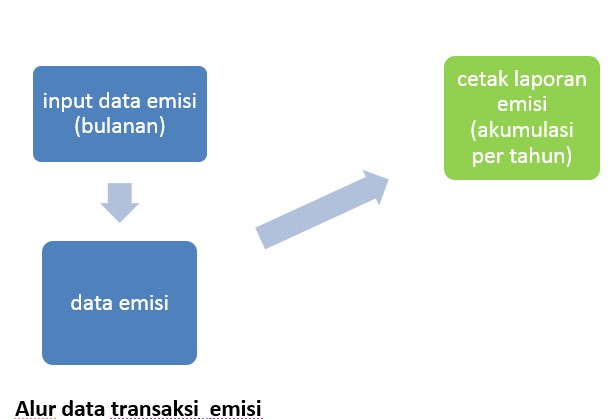 input data emisi
(bulanan)
cetak laporan
emisi
(akumulasi
per tahun)
data emisi
Alur data transaksi  emisi